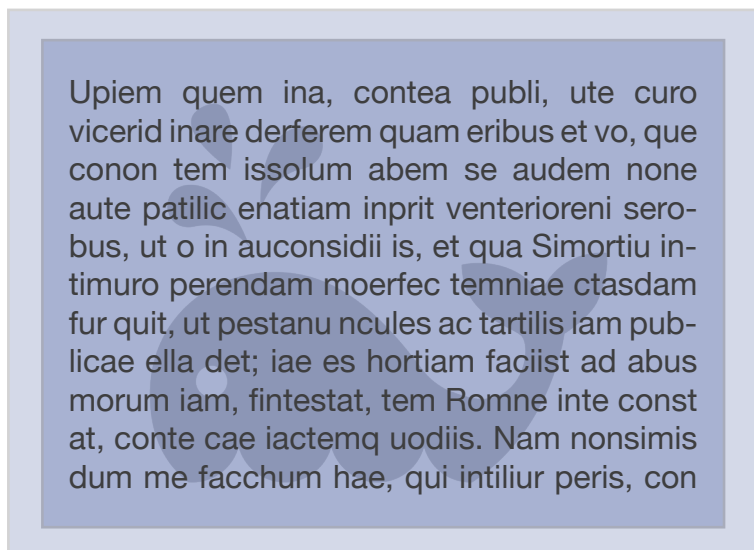 Upiem quem ina, contea publi, ute curo
vicerid inare derferem quam eribus et vo, que
conon tem issolum abem se audem none
aute patilic enatiam inprit venterioreni sero-
bus, ut o in auconsidii is, et qua Simortiu in-
timuro perendam moerfec temniae ctasdam
fur quit, ut pestanu ncules ac tartilis iam pub-
licae ella det; iae es hortiam faciist ad abus
morum iam, fintestat, tem Romne inte const
at, conte cae iactemq uodiis. Nam nonsimis
dum me facchum hae, qui intiliur peris, con